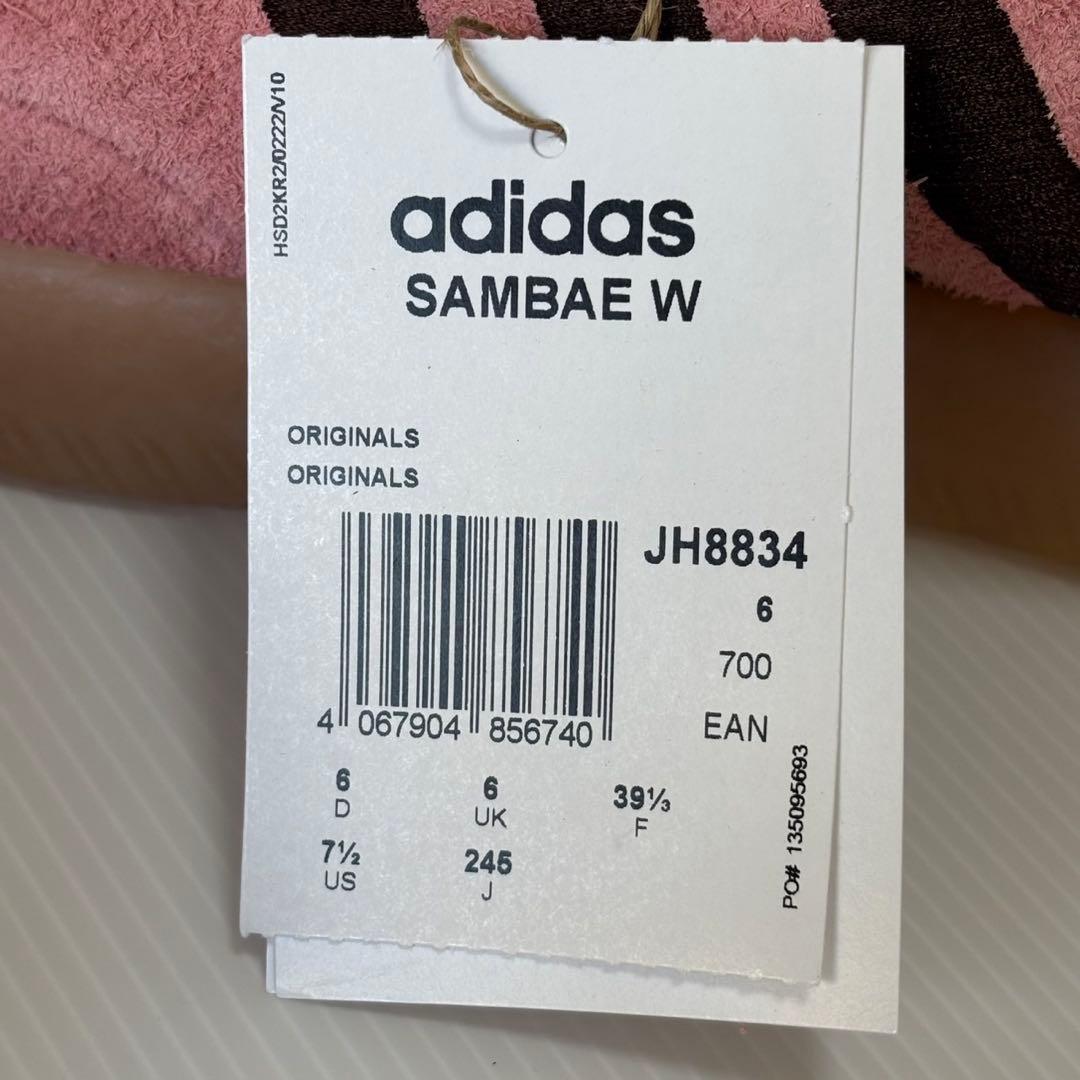 HSD2KR2/0222/V10
adidas
SAMBAE W
ORIGINALS
ORIGINALS
JH8834
6
700
EAN
4 067904 856740
6 6 39⅓
D UK F
7½ 245
US J
PO# 135095693